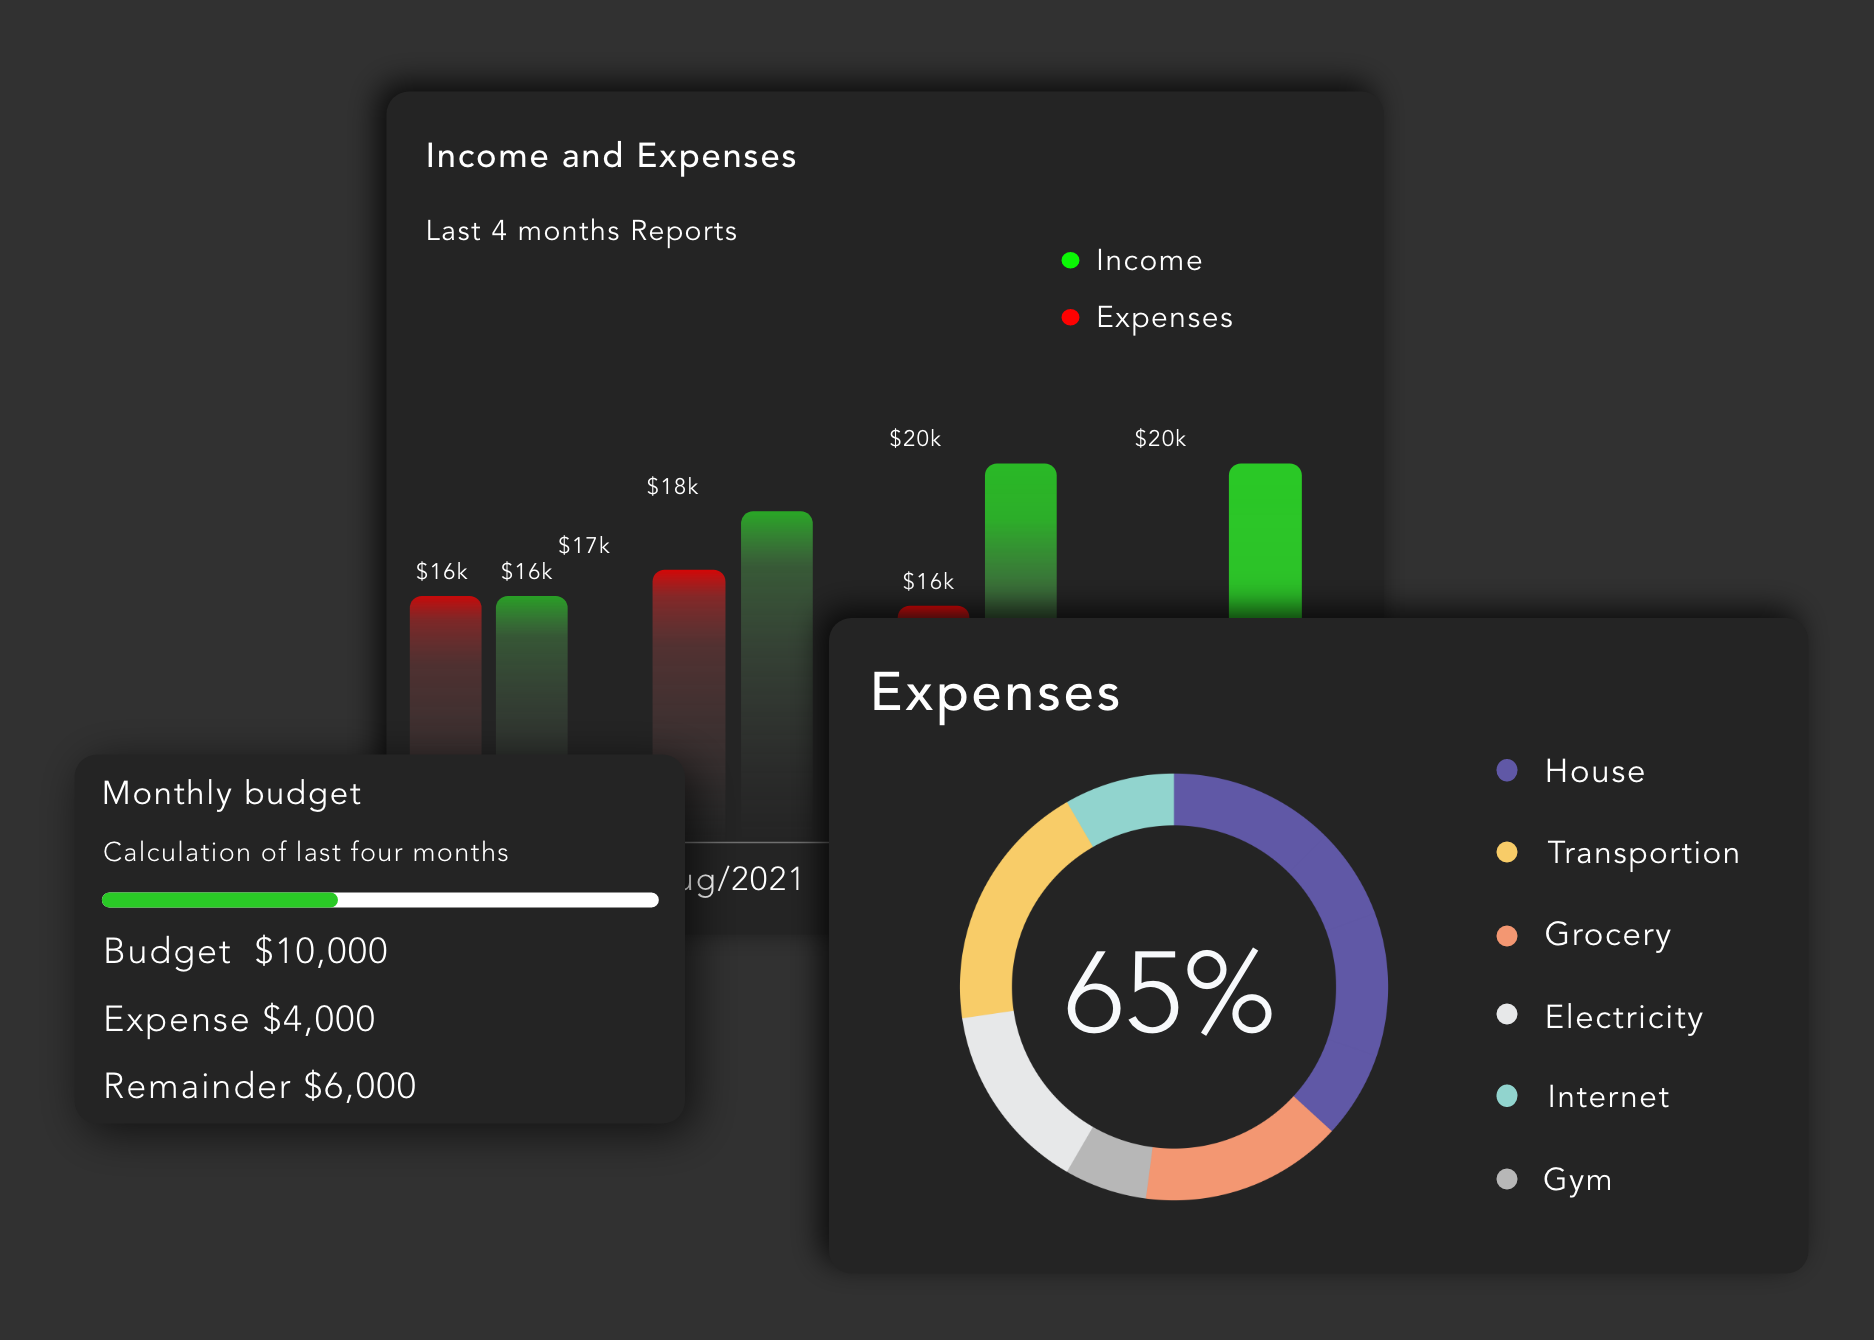 Income and Expenses
Last 4 months Reports
Income
Expenses
$20k
$20k
$18k
$17k
$16k
$16k
$16k
ug/2021
Monthly budget
Calculation of last four months
Budget $10,000
Expense $4,000
Remainder $6,000
Expenses
65%
House
Transportion
Grocery
Electricity
Internet
Gym